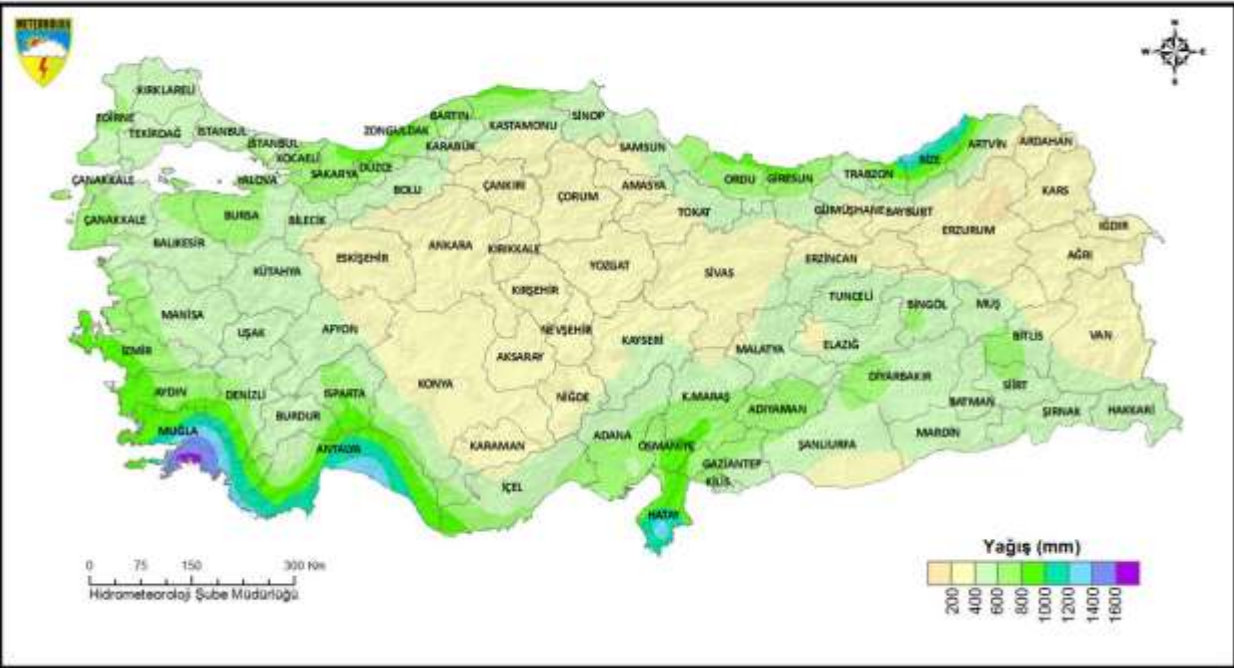 METEOROLOJİ
N
W E
S
KIRKLARELİ
EDİRNE
TEKİRDAĞ
İSTANBUL
İSTANBUL
KOCAELİ
YALOVA
SAKARYA
DÜZCE
ZONGULDAK
BARTIN
KARABÜK
KASTAMONU
SİNOP
SAMSUN
ORDU
GİRESUN
TRABZON
RİZE
ARTVİN
ARDAHAN
ÇANAKKALE
ÇANAKKALE
BURSA
BİLECİK
BOLU
ÇANKIRI
ÇORUM
AMASYA
TOKAT
GÜMÜŞHANE
BAYBURT
KARS
IĞDIR
BALIKESİR
KÜTAHYA
ESKİŞEHİR
ANKARA
KIRIKKALE
YOZGAT
SİVAS
ERZİNCAN
ERZURUM
AĞRI
MANİSA
UŞAK
AFYON
KIRŞEHİR
NEVŞEHİR
KAYSERİ
MALATYA
TUNCELİ
ELAZIĞ
BİNGÖL
MUŞ
BİTLİS
VAN
İZMİR
AYDIN
DENİZLİ
ISPARTA
BURDUR
KONYA
AKSARAY
NİĞDE
K.MARAŞ
ADIYAMAN
DİYARBAKIR
SİİRT
BATMAN
ŞIRNAK
HAKKARİ
MUĞLA
ANTALYA
KARAMAN
İÇEL
ADANA
OSMANİYE
GAZİANTEP
KİLİS
ŞANLIURFA
MARDİN
HATAY
0 75 150 300 Km
Hidrometeoroloji Şube Müdürlüğü
Yağış (mm)
200 400 600 800 1000 1200 1400 1600